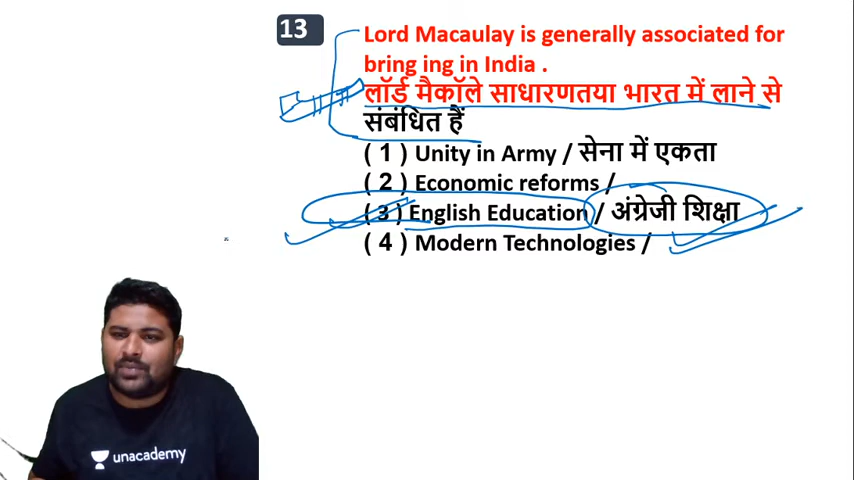 13
Lord Macaulay is generally associated for
bring ing in India .
लॉर्ड मैकॉले साधारणतया भारत में लाने से
संबंधित हैं
( 1 ) Unity in Army / सेना में एकता
( 2 ) Economic reforms /
( 3 ) English Education / अंग्रेजी शिक्षा
( 4 ) Modern Technologies /
unacademy